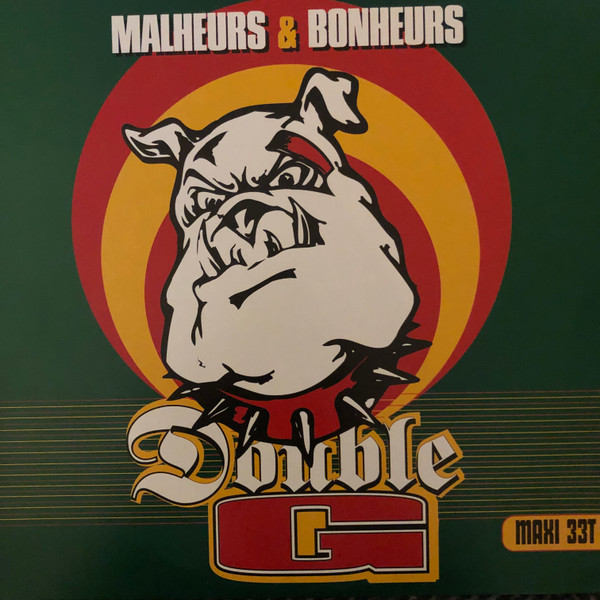 MALHEURS & BONHEURS
Double
G
MAXI 33T